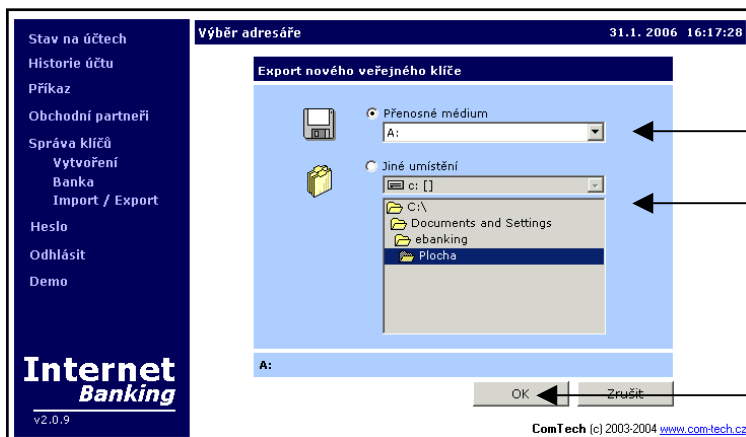 Stav na účtech
Historie účtu
Příkaz
Obchodní partneři
Správa klíčů
Vytvoření
Banka
Import / Export
Heslo
Odhlásit
Demo
Internet
Banking
v2.0.9
Výběr adresáře 31.1. 2006 16:17:28
Export nového veřejného klíče
Přenosné médium
A:
Jiné umístění
c: []
C:\
Documents and Settings
ebanking
Plocha
A:
OK Zrušit
ComTech (c) 2003-2004 www.com-tech.cz